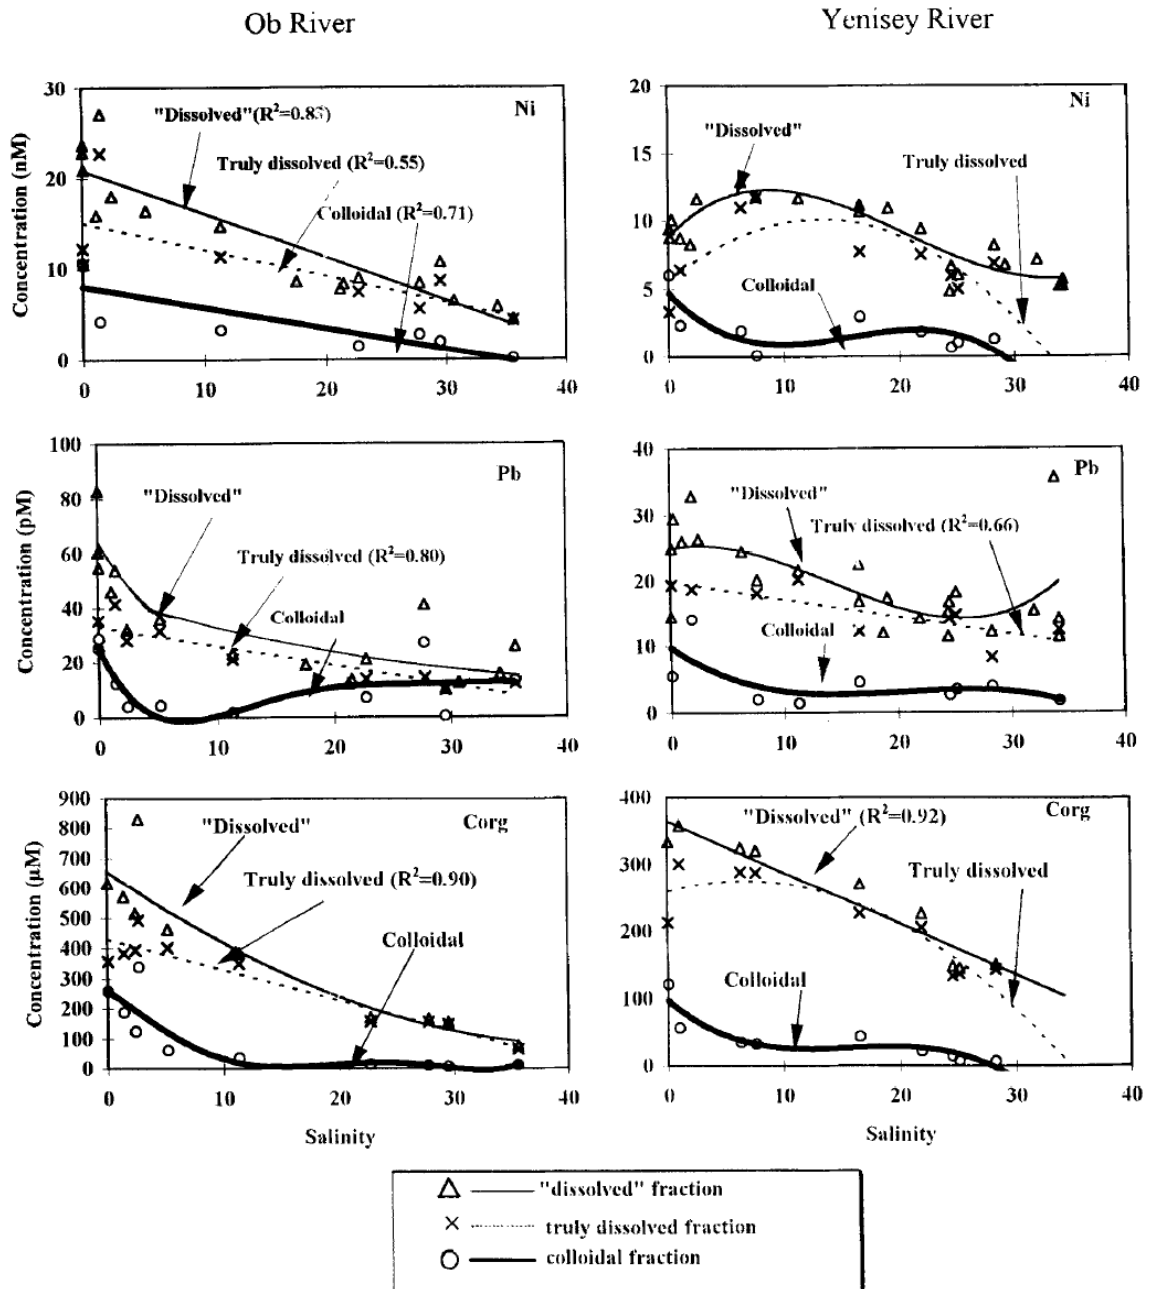 Ob River
Yenisey River
Ni
"Dissolved"(R²=0.83)
Truly dissolved (R²=0.55)
Colloidal (R²=0.71)
Concentration (nM)
30
20
10
0
0 10 20 30 40
Ni
"Dissolved"
Truly dissolved
Colloidal
20
15
10
5
0
0 10 20 30 40
Pb
"Dissolved"
Truly dissolved (R²=0.80)
Colloidal
Concentration (pM)
100
80
60
40
20
0
0 10 20 30 40
Pb
"Dissolved"
Truly dissolved (R²=0.66)
Colloidal
40
30
20
10
0
0 10 20 30 40
Corg
"Dissolved"
Truly dissolved (R²=0.90)
Colloidal
Concentration (µM)
900
800
700
600
500
400
300
200
100
0
0 10 20 30 40
Salinity
Corg
"Dissolved" (R²=0.92)
Truly dissolved
Colloidal
400
300
200
100
0
0 10 20 30 40
Salinity
"dissolved" fraction
truly dissolved fraction
colloidal fraction